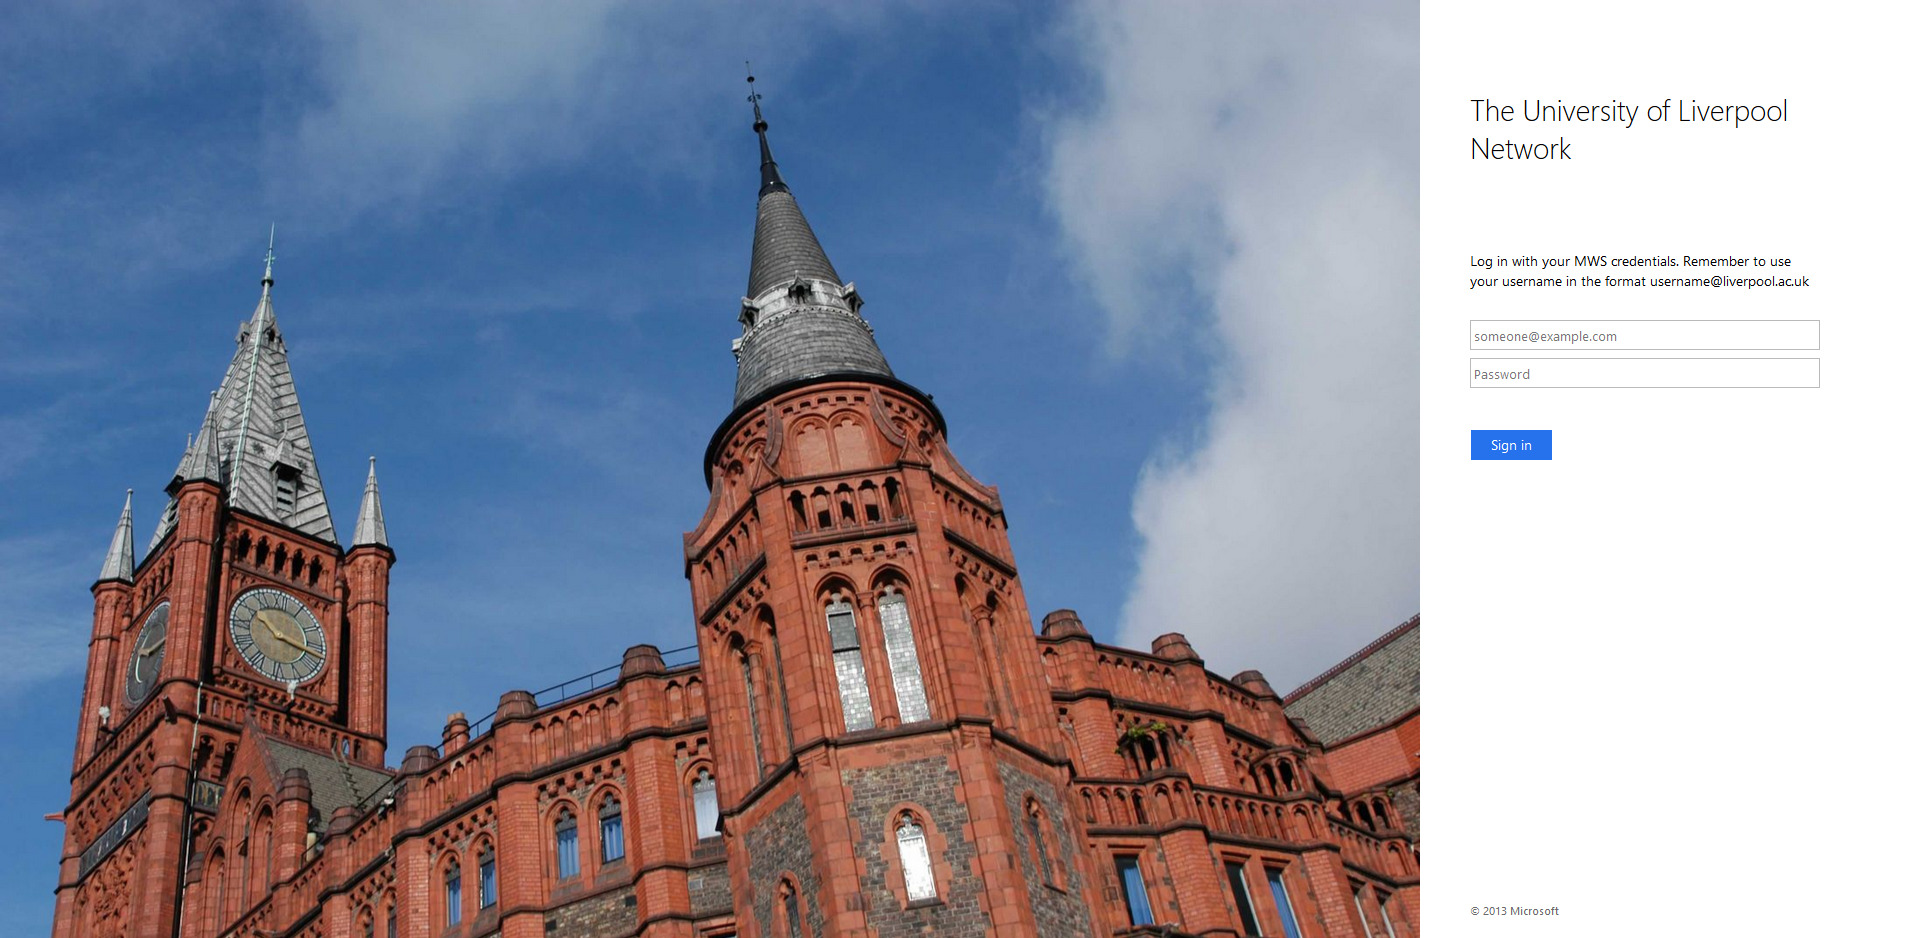 The University of Liverpool
Network
Log in with your MWS credentials. Remember to use
your username in the format username@liverpool.ac.uk
someone@example.com
Password
Sign in
© 2013 Microsoft